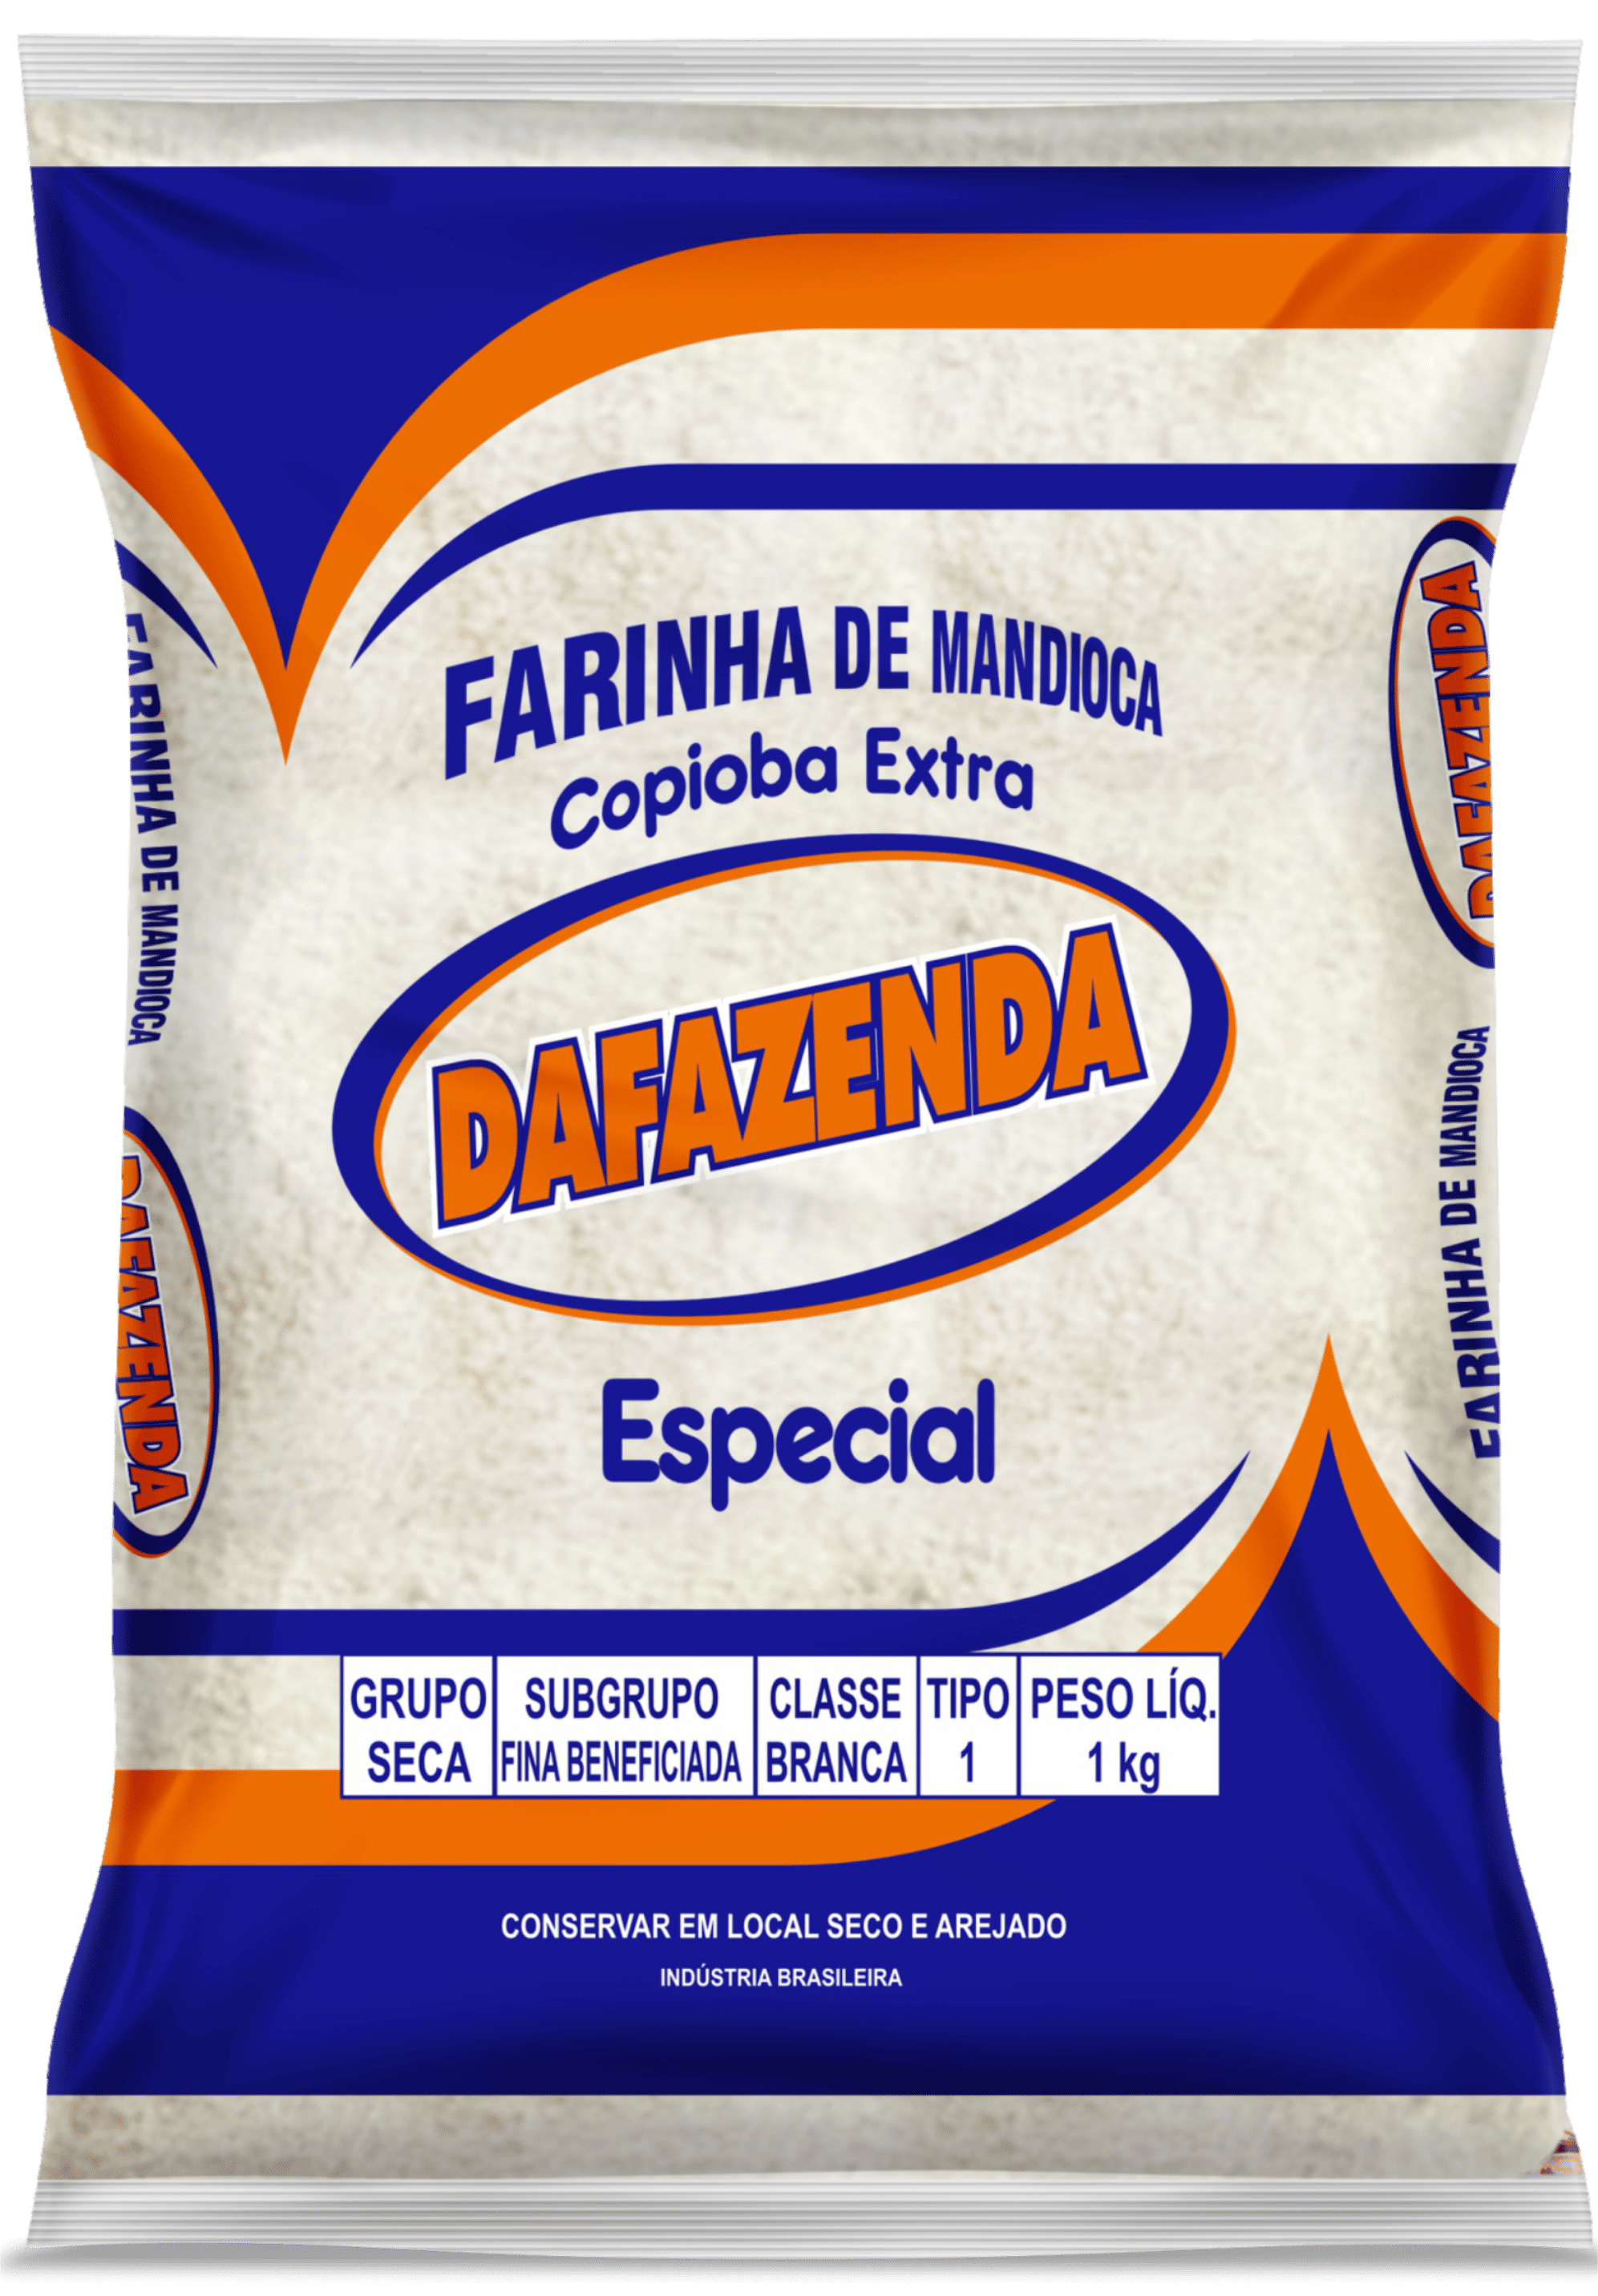 FARINHA DE MANDIOCA
Copioba Extra
DAFAZENDA
Especial
FARINHA DE MANDIOCA
DAFAZENDA
DAFAZENDA
FARINHA DE MANDIOCA
GRUPO SUBGRUPO CLASSE TIPO PESO LÍQ.
SECA FINA BENEFICIADA BRANCA 1 1 kg
CONSERVAR EM LOCAL SECO E AREJADO
INDÚSTRIA BRASILEIRA